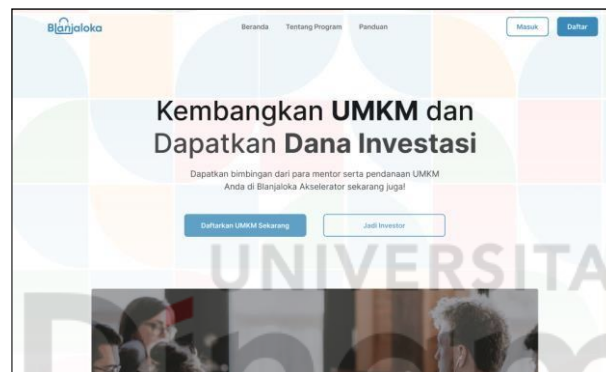 Blanjaloka
Beranda Tentang Program Panduan
Masuk Daftar
Kembangkan UMKM dan
Dapatkan Dana Investasi
Dapatkan bimbingan dari para mentor serta pendanaan UMKM
Anda di Blanjaloka Akselerator sekarang juga!
Daftarkan UMKM Sekarang Jadi Investor
UNIVERSITA